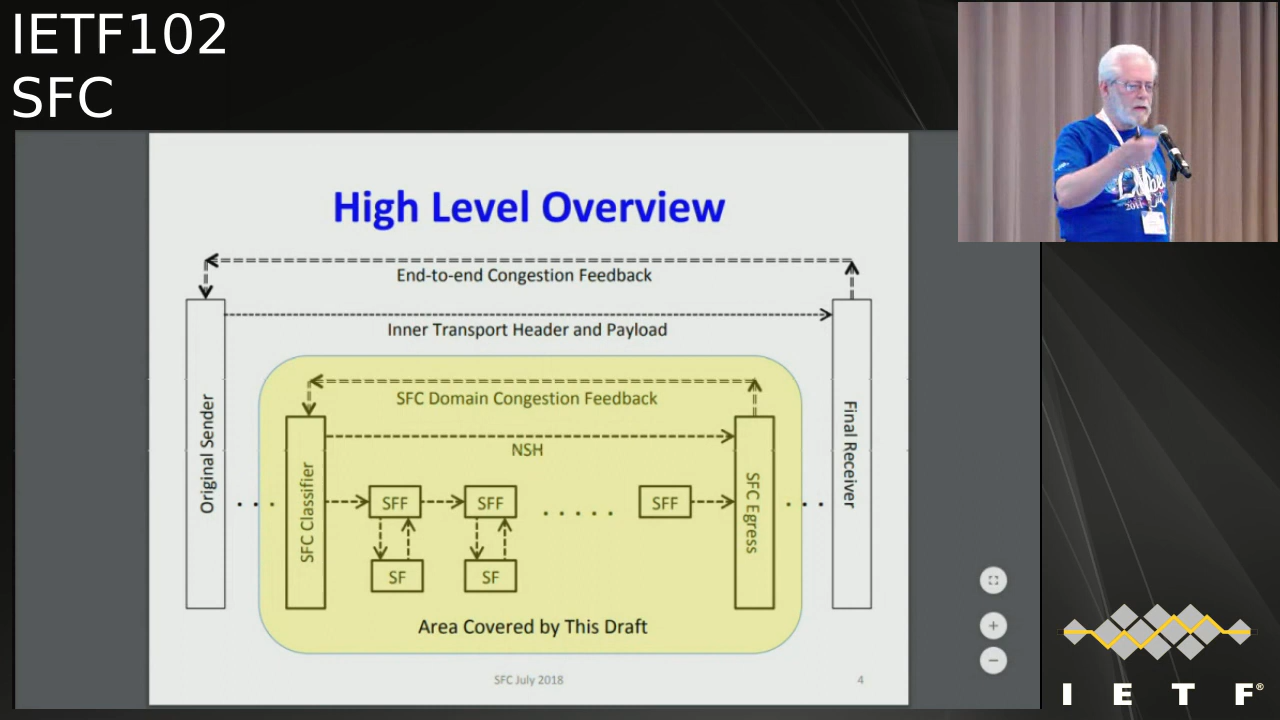 IETF102
SFC
High Level Overview
End-to-end Congestion Feedback
Inner Transport Header and Payload
SFC Domain Congestion Feedback
NSH
Original Sender
SFC Classifier
SFF
SFF
SFF
SF
SF
SFC Egress
Final Receiver
Area Covered by This Draft
SFC July 2018
4
I E T F®